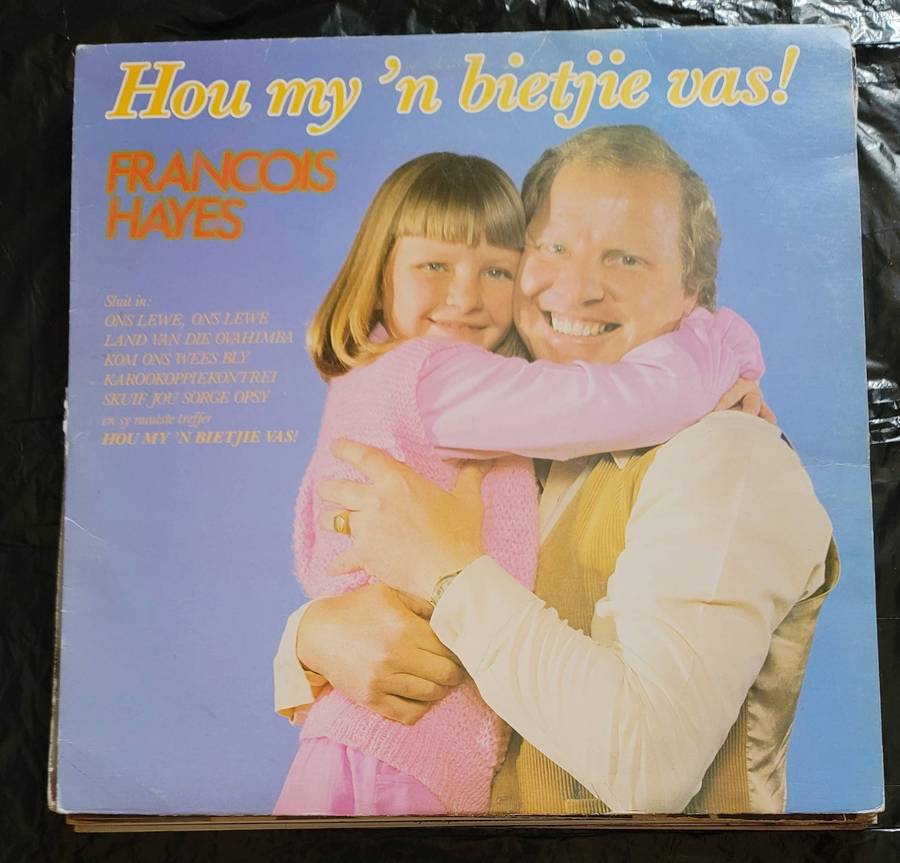 Hou my 'n bietjie vas!
FRANCOIS
HAYES
Sluit in:
ONS LEWE, ONS LEWE
LAND VAN DIE OVAHIMBA
KOM ONS WEES BLY
KAROOKOPPIEKONTREI
SKUIF JOU SORGE OPSY
en sy nuutste treffer
HOU MY 'N BIETJIE VAS!